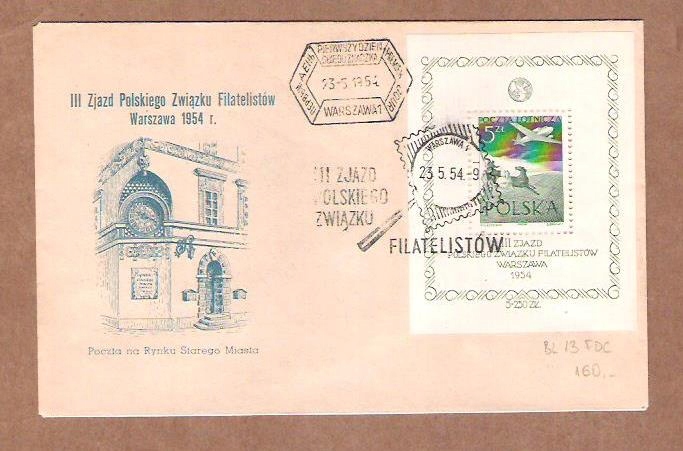 III Zjazd Polskiego Związku Filatelistów
Warszawa 1954 r.
Poczta na Rynku Starego Miasta
PIERWSZY DZIEŃ
OBIEGU ZNACZKA
23-5.1954
WARSZAWA 1
III ZJAZD
POLSKIEGO
ZWIĄZKU
FILATELISTÓW
WARSZAWA 1
23.5.54.-9
POCZTA LOTNICZA
5 ZŁ
POLSKA
III ZJAZD
POLSKIEGO ZWIĄZKU FILATELISTÓW
WARSZAWA
1954
5+2,50 ZŁ
BL 13 FDC
160,-